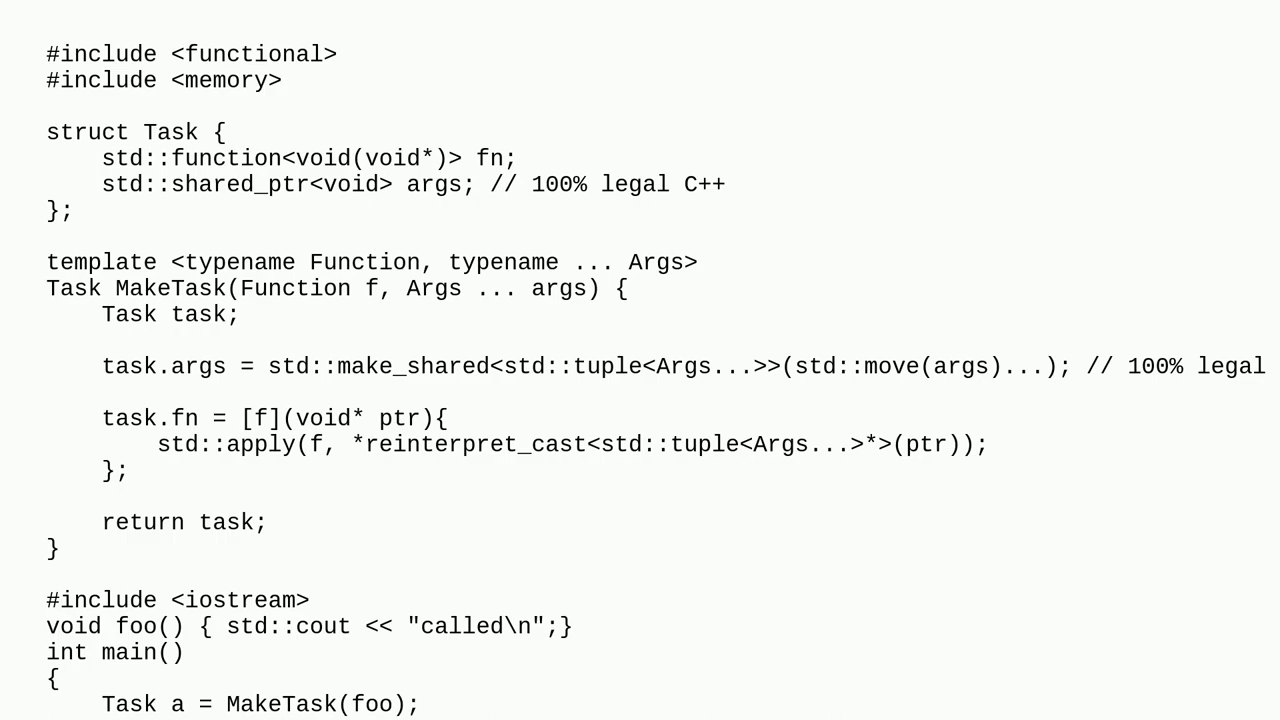 #include <functional>
#include <memory>
struct Task {
    std::function<void(void*)> fn;
    std::shared_ptr<void> args; // 100% legal C++
};
template <typename Function, typename ... Args>
Task MakeTask(Function f, Args ... args) {
    Task task;
    task.args = std::make_shared<std::tuple<Args...>>(std::move(args)...); // 100% legal
    task.fn = [f](void* ptr){
        std::apply(f, *reinterpret_cast<std::tuple<Args...>*>(ptr));
    };
    return task;
}
#include <iostream>
void foo() { std::cout << "called\n";}
int main()
{
    Task a = MakeTask(foo);